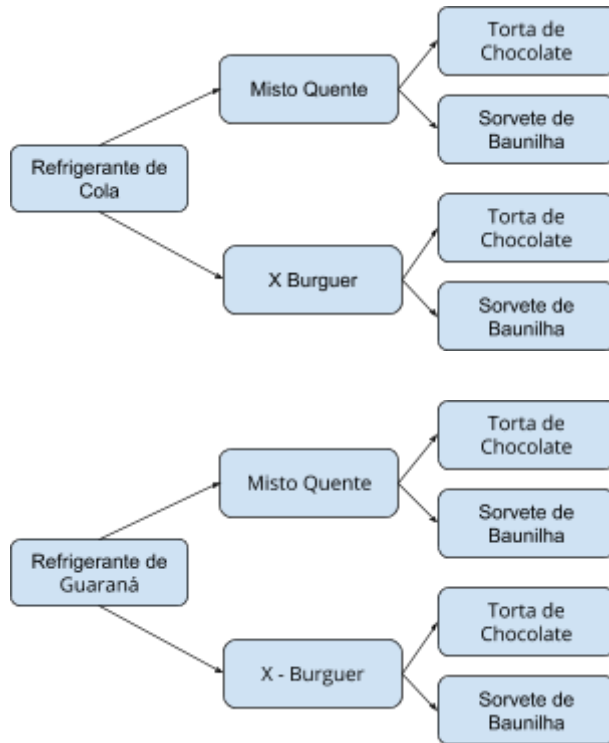 Torta de
Chocolate
Misto Quente
Sorvete de
Baunilha
Refrigerante de
Cola
Torta de
Chocolate
X Burguer
Sorvete de
Baunilha
Torta de
Chocolate
Misto Quente
Sorvete de
Baunilha
Refrigerante de
Guaraná
Torta de
Chocolate
X - Burguer
Sorvete de
Baunilha